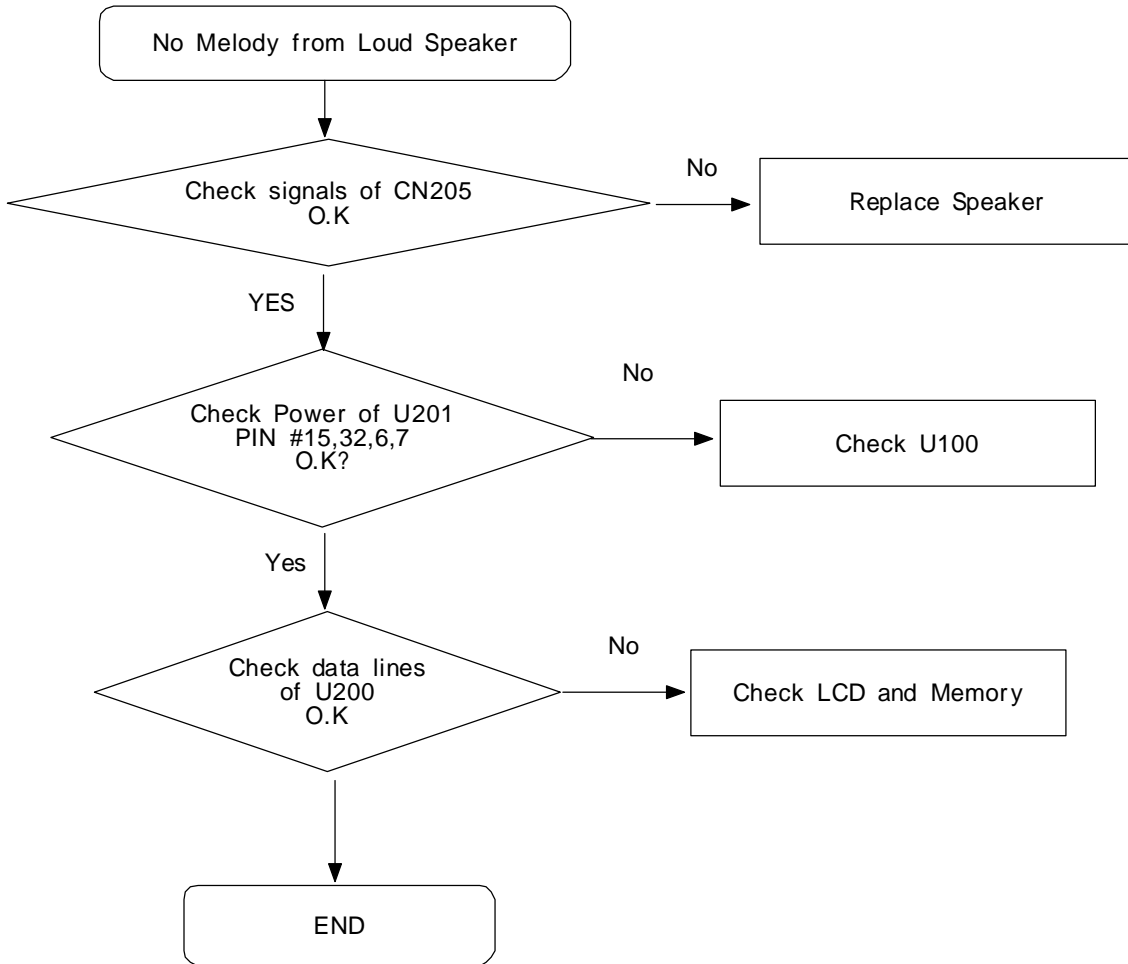 No Melody from Loud Speaker
Check signals of CN205
O.K
No
Replace Speaker
YES
Check Power of U201
PIN #15,32,6,7
O.K?
No
Check U100
Yes
Check data lines
of U200
O.K
No
Check LCD and Memory
END